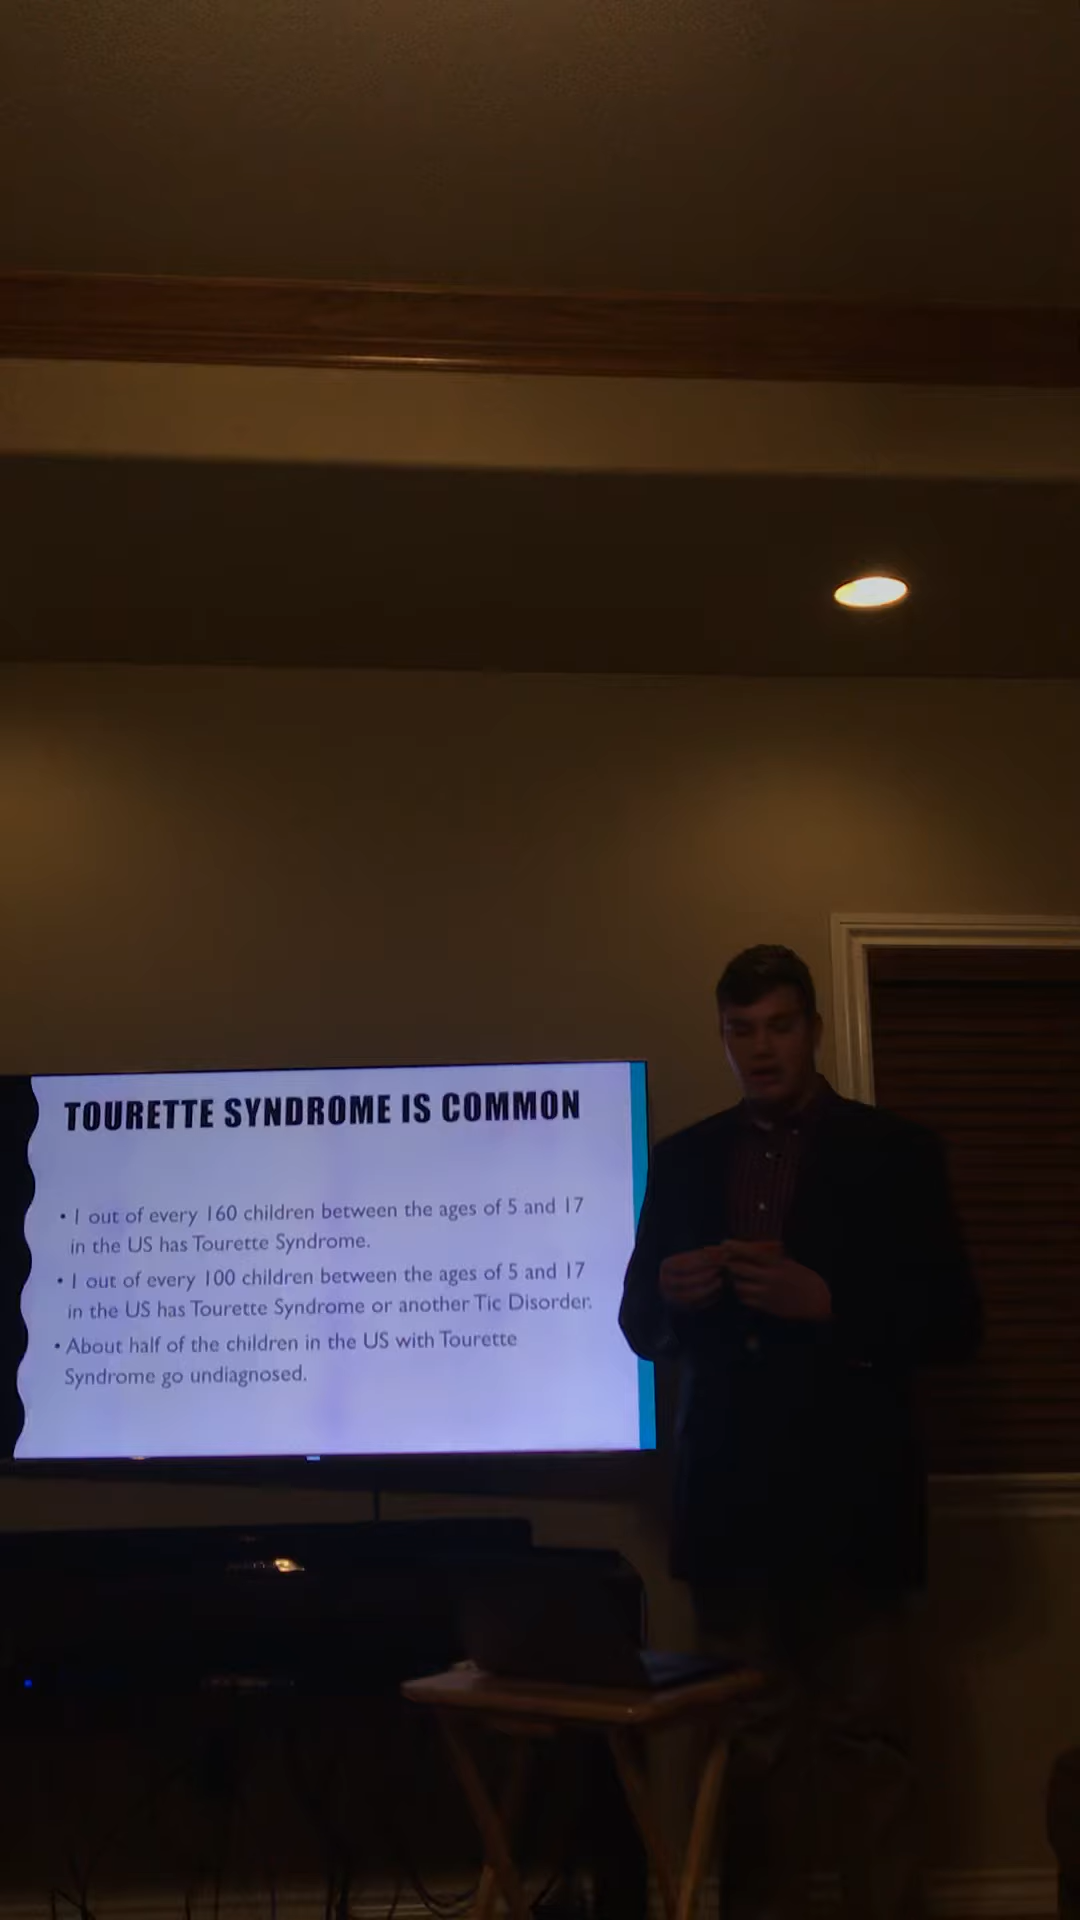 TOURETTE SYNDROME IS COMMON
• 1 out of every 160 children between the ages of 5 and 17
in the US has Tourette Syndrome.
• 1 out of every 100 children between the ages of 5 and 17
in the US has Tourette Syndrome or another Tic Disorder.
• About half of the children in the US with Tourette
Syndrome go undiagnosed.